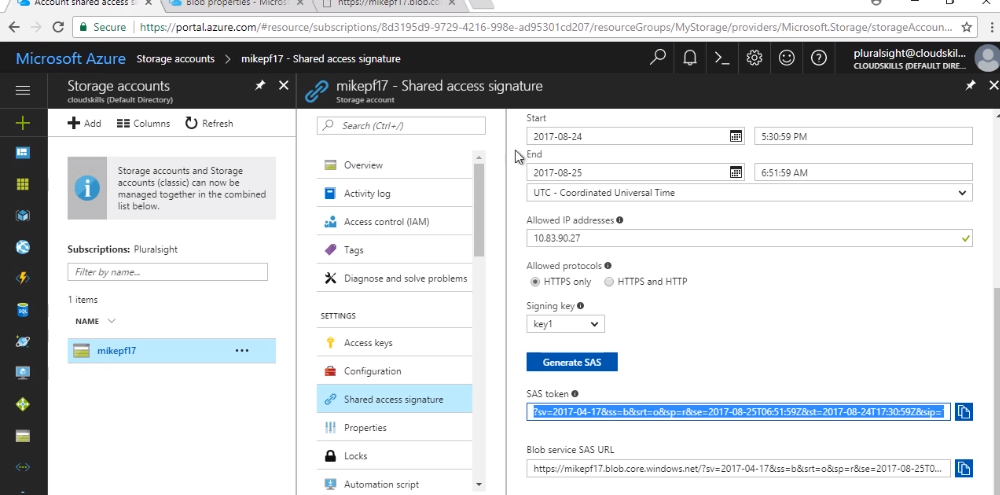 Account shared access s
Blob properties - Micros
https://mikepf17.blob.co
Secure
https://portal.azure.com/#resource/subscriptions/8d3195d9-9729-4216-998e-ad95301cd207/resourceGroups/MyStorage/providers/Microsoft.Storage/storageAccoun...
Microsoft Azure Storage accounts > mikepf17 - Shared access signature
pluralsight@cloudskil...
CLOUDSKILLS (DEFAULT DIRE...
Storage accounts
cloudskills (Default Directory)
Add Columns Refresh
Storage accounts and Storage
accounts (classic) can now be
managed together in the combined
list below.
Subscriptions: Pluralsight
Filter by name...
1 items
NAME
mikepf17 ...
mikepf17 - Shared access signature
Storage account
Search (Ctrl+/)
Overview
Activity log
Access control (IAM)
Tags
Diagnose and solve problems
SETTINGS
Access keys
Configuration
Shared access signature
Properties
Locks
Automation script
Start
2017-08-24 5:30:59 PM
End
2017-08-25 6:51:59 AM
UTC - Coordinated Universal Time
Allowed IP addresses
10.83.90.27
Allowed protocols
HTTPS only HTTPS and HTTP
Signing key
key1
Generate SAS
SAS token
?sv=2017-04-17&ss=b&srt=o&sp=r&se=2017-08-25T06:51:59Z&st=2017-08-24T17:30:59Z&sip=
Blob service SAS URL
https://mikepf17.blob.core.windows.net/?sv=2017-04-17&ss=b&srt=o&sp=r&se=2017-08-25T0...
SQL